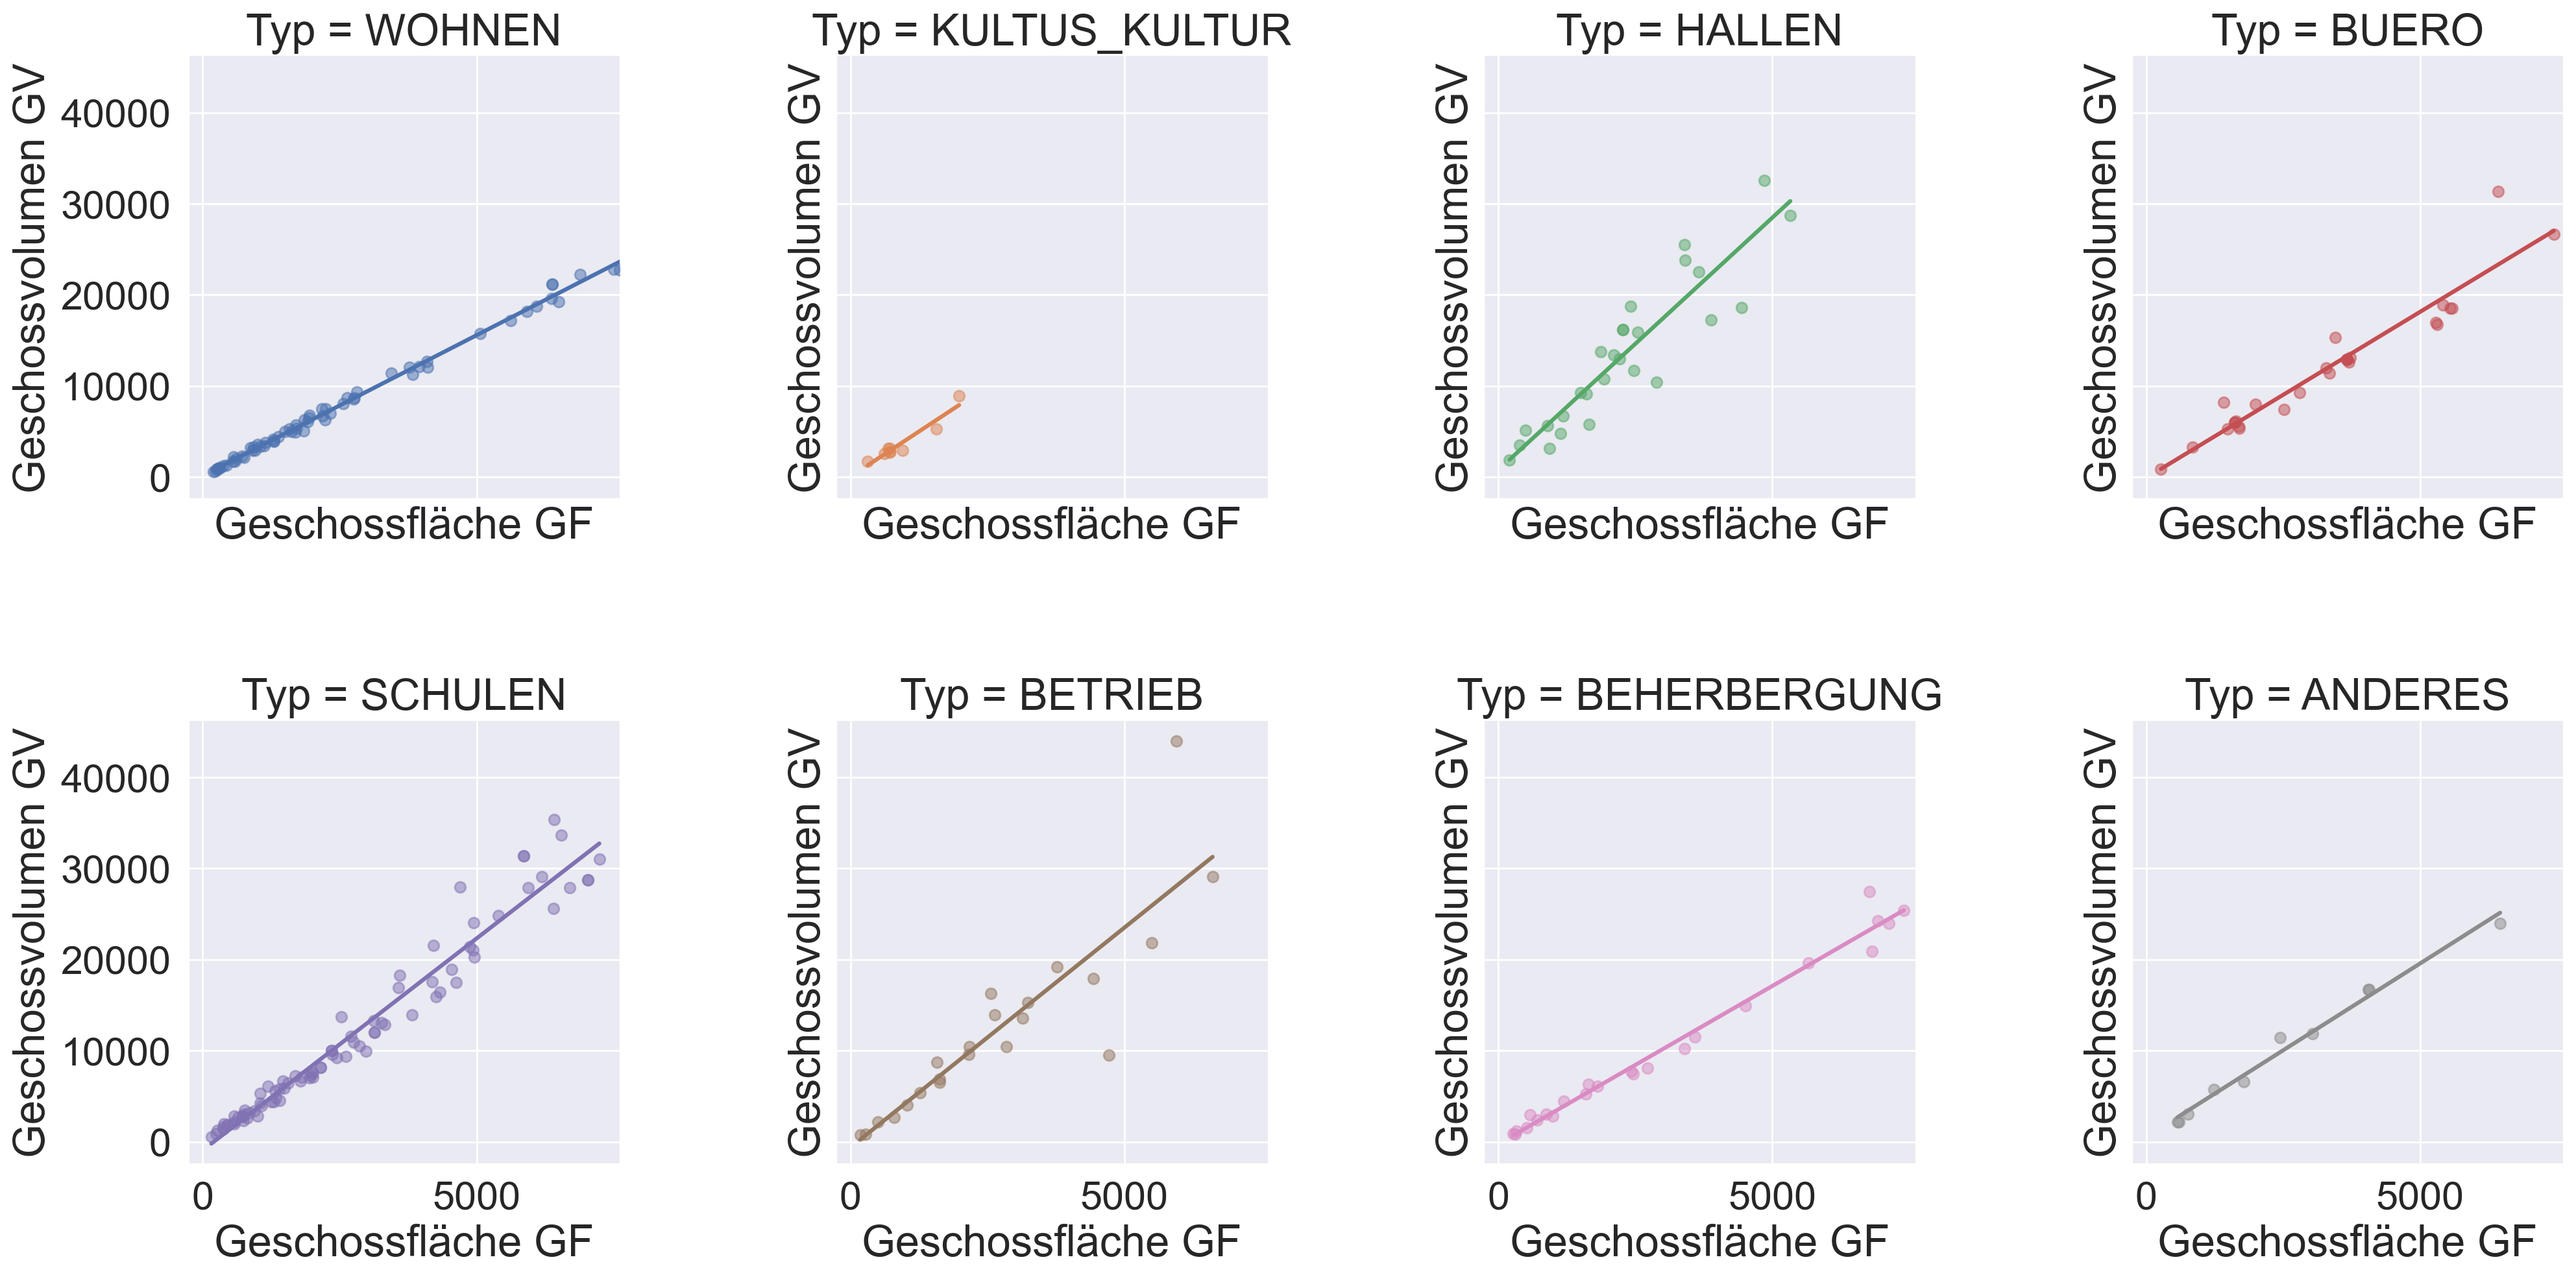 Typ = WOHNEN
Typ = KULTUS_KULTUR
Typ = HALLEN
Typ = BUERO
Geschossvolumen GV
40000
30000
20000
10000
0
Geschossfläche GF
Geschossvolumen GV
Geschossfläche GF
Geschossvolumen GV
Geschossfläche GF
Geschossvolumen GV
Geschossfläche GF
Typ = SCHULEN
Typ = BETRIEB
Typ = BEHERBERGUNG
Typ = ANDERES
Geschossvolumen GV
40000
30000
20000
10000
0
0 5000
Geschossfläche GF
Geschossvolumen GV
0 5000
Geschossfläche GF
Geschossvolumen GV
0 5000
Geschossfläche GF
Geschossvolumen GV
0 5000
Geschossfläche GF